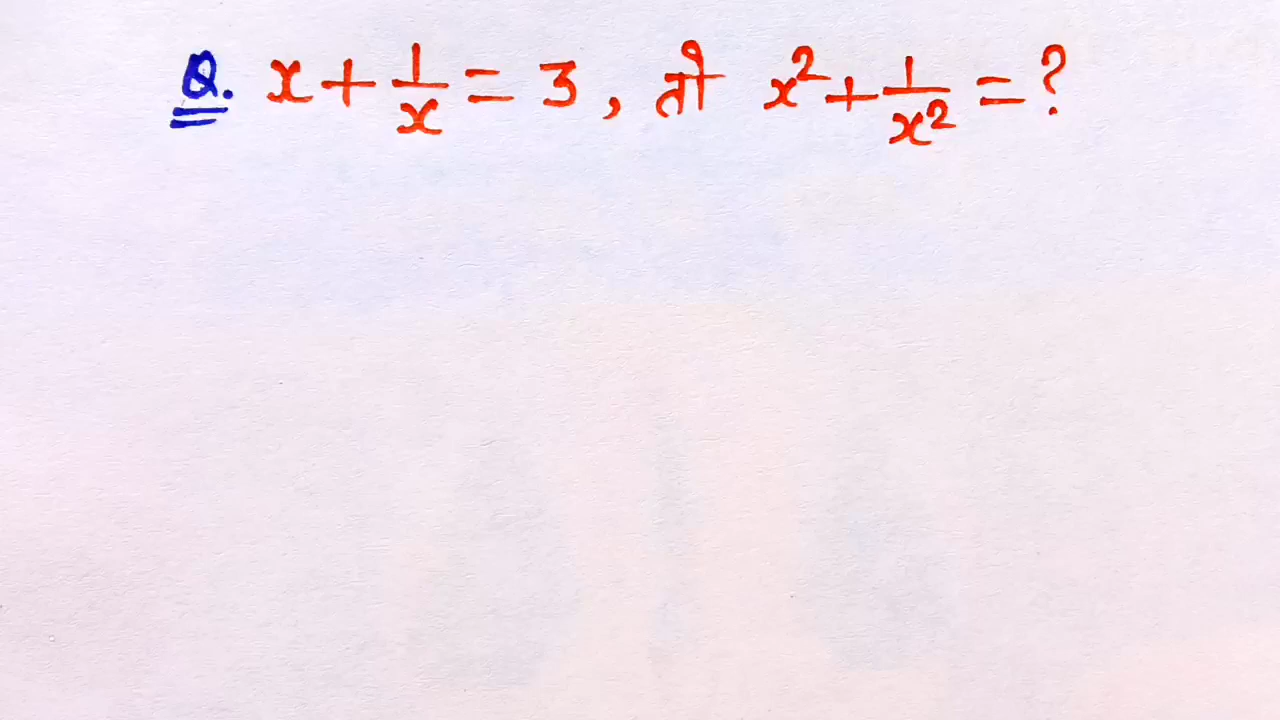 Q. x + 1/x = 3, तो x² + 1/x² = ?